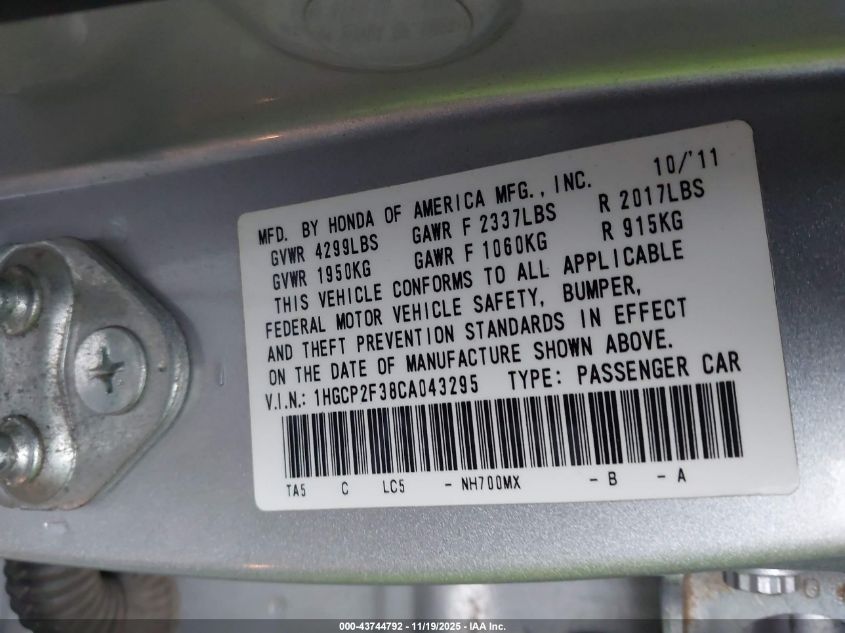 10/'11
MFD. BY HONDA OF AMERICA MFG., INC.
GVWR 4299LBS GAWR F 2337LBS R 2017LBS
GVWR 1950KG GAWR F 1060KG R 915KG
THIS VEHICLE CONFORMS TO ALL APPLICABLE
FEDERAL MOTOR VEHICLE SAFETY, BUMPER,
AND THEFT PREVENTION STANDARDS IN EFFECT
ON THE DATE OF MANUFACTURE SHOWN ABOVE.
V.I.N.: 1HGCP2F38CA043295 TYPE: PASSENGER CAR
TA5 C LC5 - NH700MX - B - A
000-43744792 - 11/19/2025 - IAA Inc.